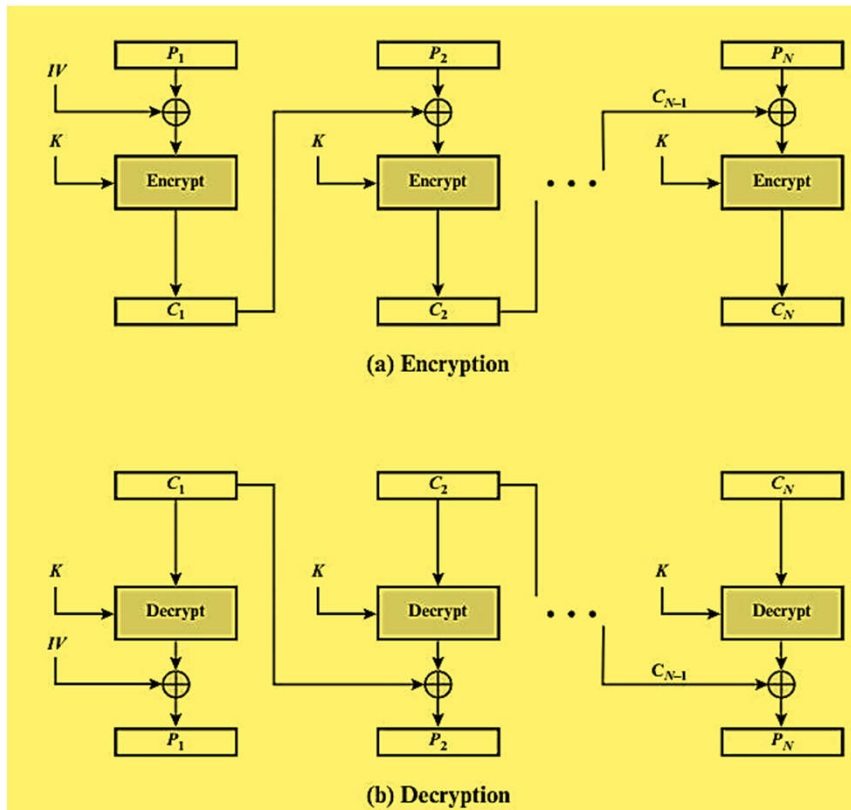 P1 P2 PN
IV
CN–1
K K K
Encrypt Encrypt Encrypt
C1 C2 CN
(a) Encryption
C1 C2 CN
K K K
Decrypt Decrypt Decrypt
IV
CN–1
P1 P2 PN
(b) Decryption